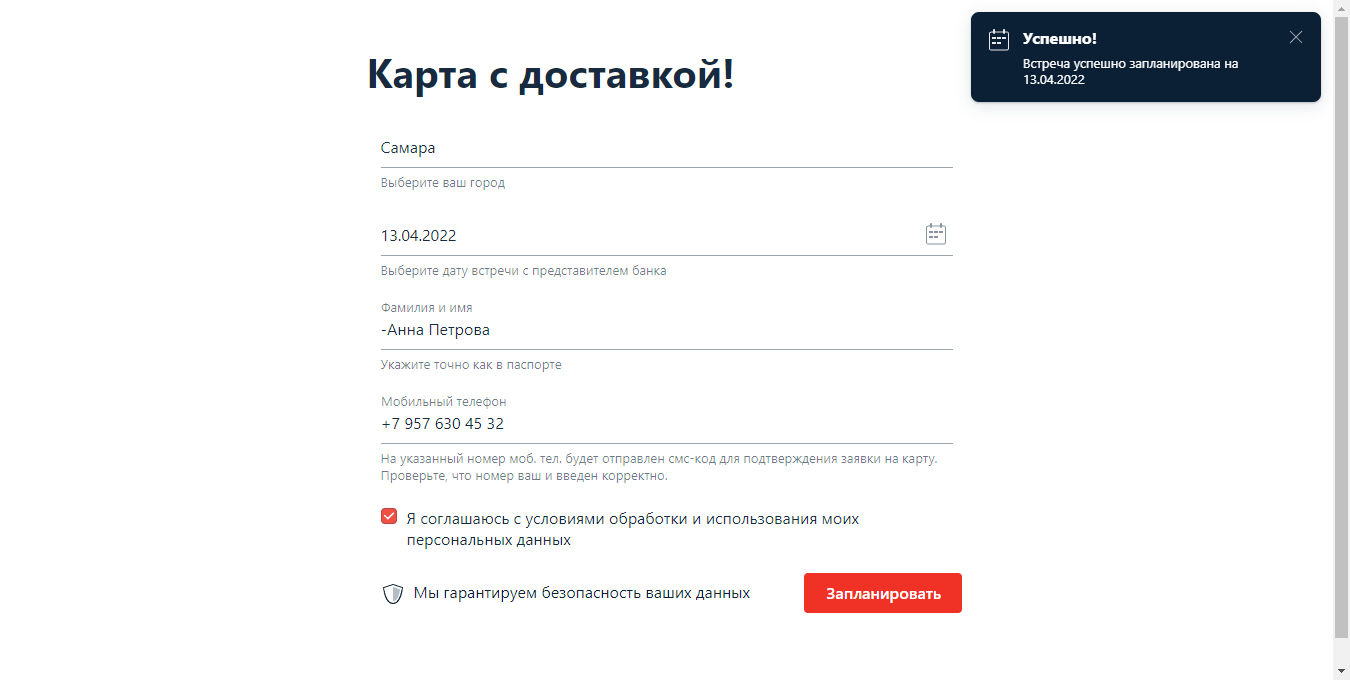 Успешно!
Встреча успешно запланирована на
13.04.2022
Карта с доставкой!
Самара
Выберите ваш город
13.04.2022
Выберите дату встречи с представителем банка
Фамилия и имя
-Анна Петрова
Укажите точно как в паспорте
Мобильный телефон
+7 957 630 45 32
На указанный номер моб. тел. будет отправлен смс-код для подтверждения заявки на карту.
Проверьте, что номер ваш и введен корректно.
Я соглашаюсь с условиями обработки и использования моих
персональных данных
Мы гарантируем безопасность ваших данных
Запланировать